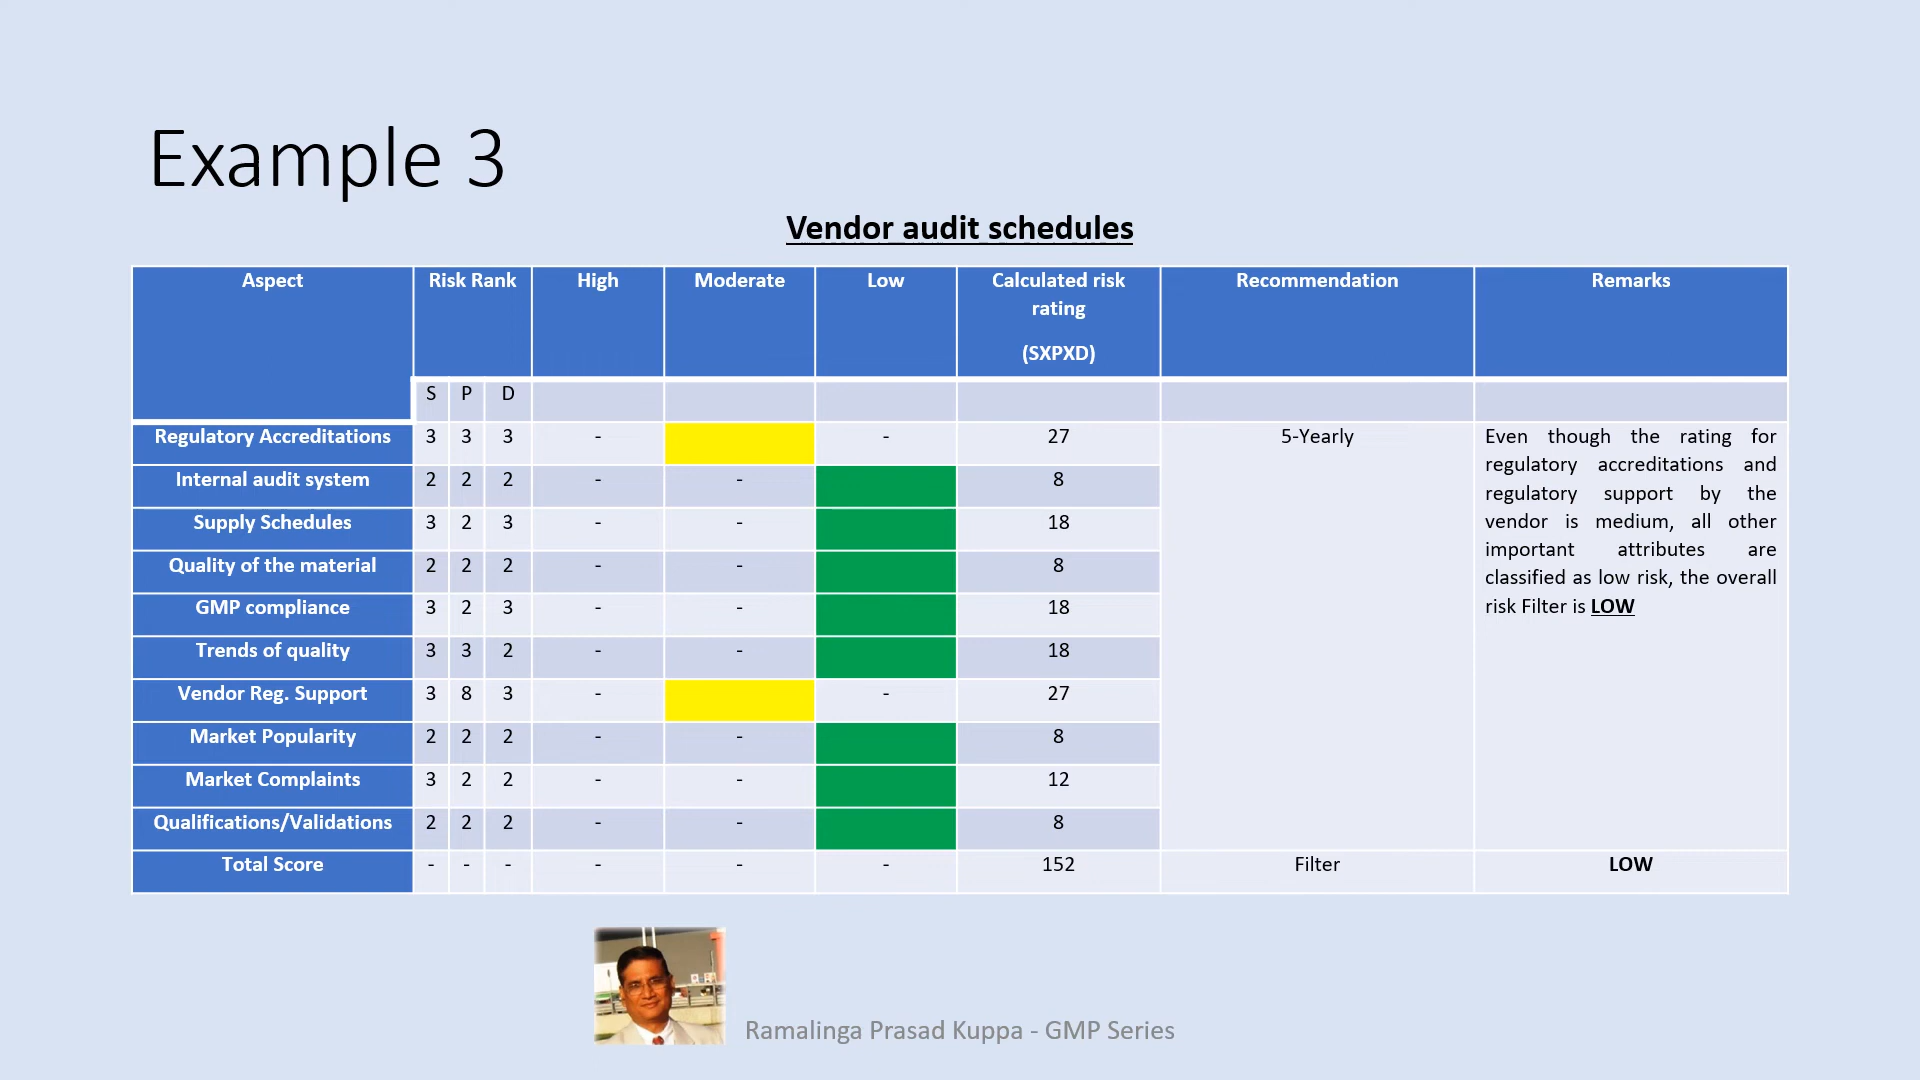 Example 3
Vendor audit schedules
Aspect Risk Rank High Moderate Low Calculated risk rating (SXPXD) Recommendation Remarks
S P D
Regulatory Accreditations 3 3 3 - - 27 5-Yearly
Internal audit system 2 2 2 - - 8
Supply Schedules 3 2 3 - - 18
Quality of the material 2 2 2 - - 8
GMP compliance 3 2 3 - - 18
Trends of quality 3 3 2 - - 18
Vendor Reg. Support 3 8 3 - - 27
Market Popularity 2 2 2 - - 8
Market Complaints 3 2 2 - - 12
Qualifications/Validations 2 2 2 - - 8
Even though the rating for
regulatory accreditations and
regulatory support by the
vendor is medium, all other
important attributes are
classified as low risk, the overall
risk Filter is LOW
Total Score - - - - - - 152 Filter LOW
Ramalinga Prasad Kuppa - GMP Series